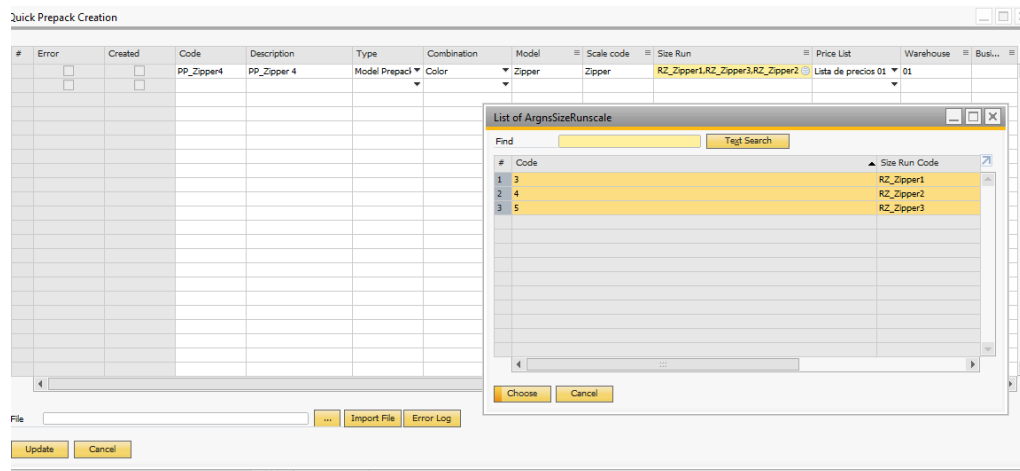 Quick Prepack Creation
# Error Created Code Description Type Combination Model Scale code Size Run Price List Warehouse Busi...
PP_Zipper4 PP_Zipper 4 Model Prepack Color Zipper Zipper RZ_Zipper1,RZ_Zipper3,RZ_Zipper2 Lista de precios 01 01
List of ArgnsSizeRunscale
Find Text Search
# Code Size Run Code
1 3 RZ_Zipper1
2 4 RZ_Zipper2
3 5 RZ_Zipper3
Choose Cancel
File ... Import File Error Log
Update Cancel